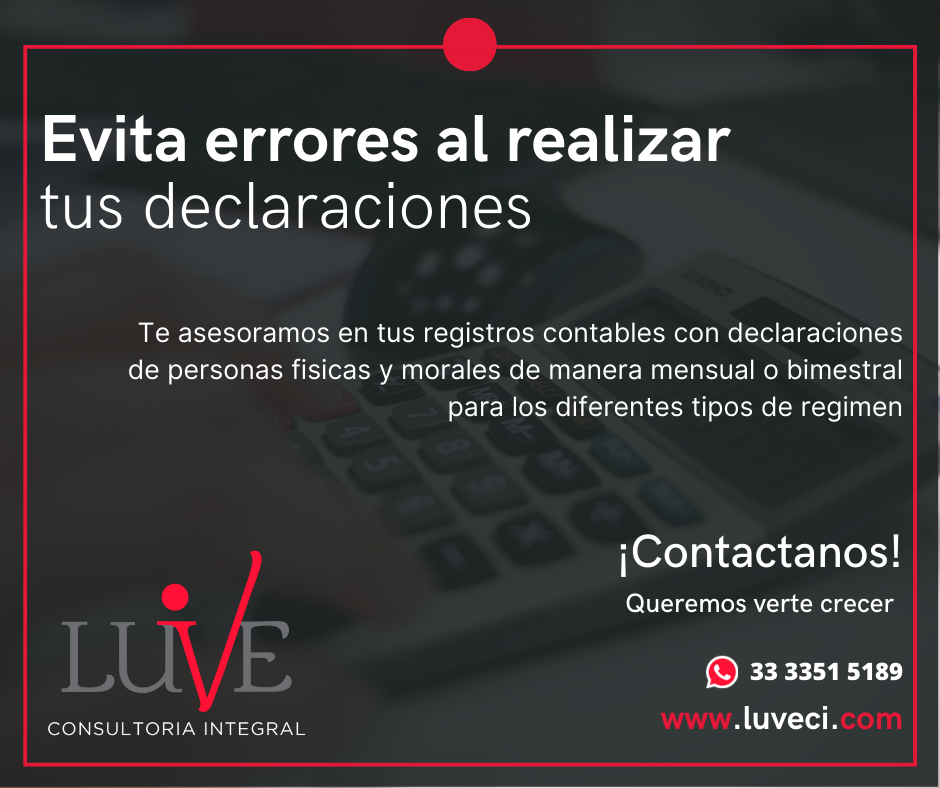 Evita errores al realizar
tus declaraciones
Te asesoramos en tus registros contables con declaraciones
de personas fisicas y morales de manera mensual o bimestral
para los diferentes tipos de regimen
¡Contactanos!
Queremos verte crecer
33 3351 5189
www.luveci.com
LUVE
CONSULTORIA INTEGRAL